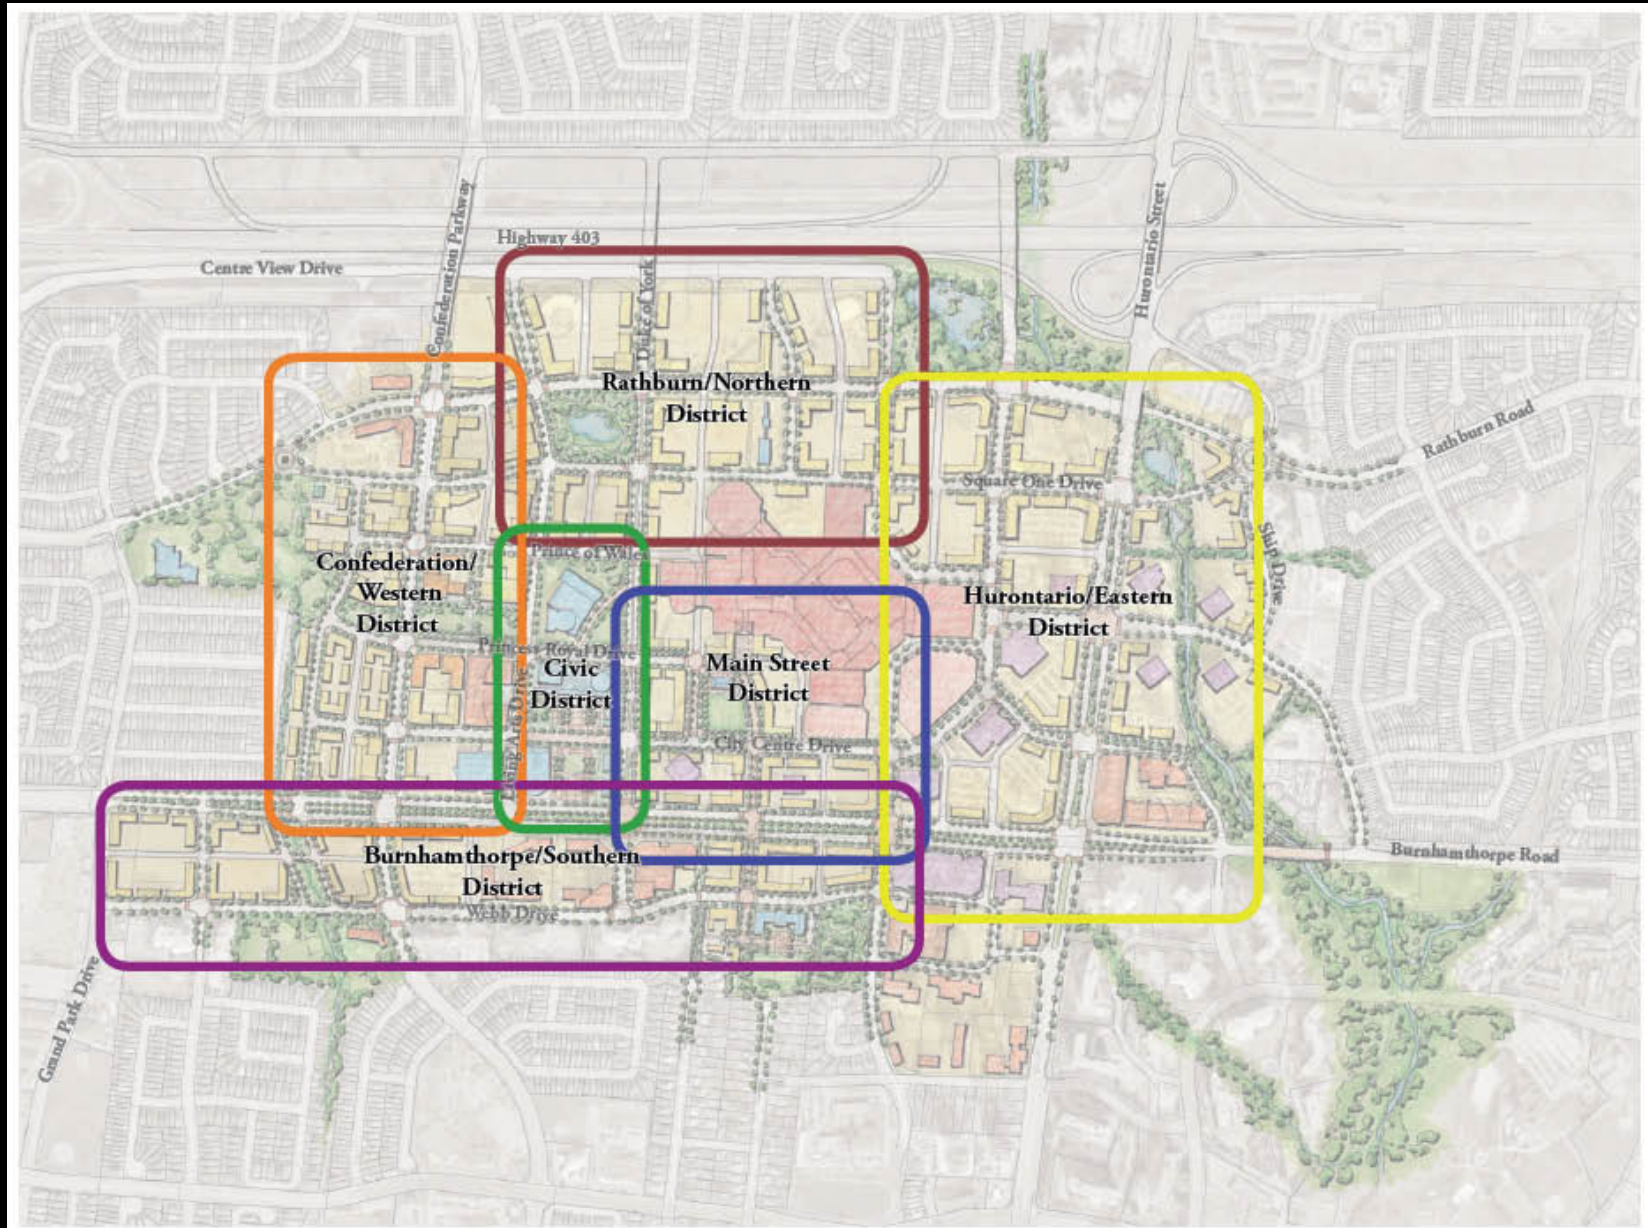 Highway 403
Centre View Drive
Confederation Parkway
Duke of York
Hurontario Street
Rathburn/Northern
District
Rathburn Road
Square One Drive
Prince of Wales
Confederation/
Western
District
Hurontario/Eastern
District
Princess Royal Drive
Civic
District
Main Street
District
Living Arts Drive
City Centre Drive
Burnhamthorpe/Southern
District
Burnhamthorpe Road
Webb Drive
Grand Park Drive